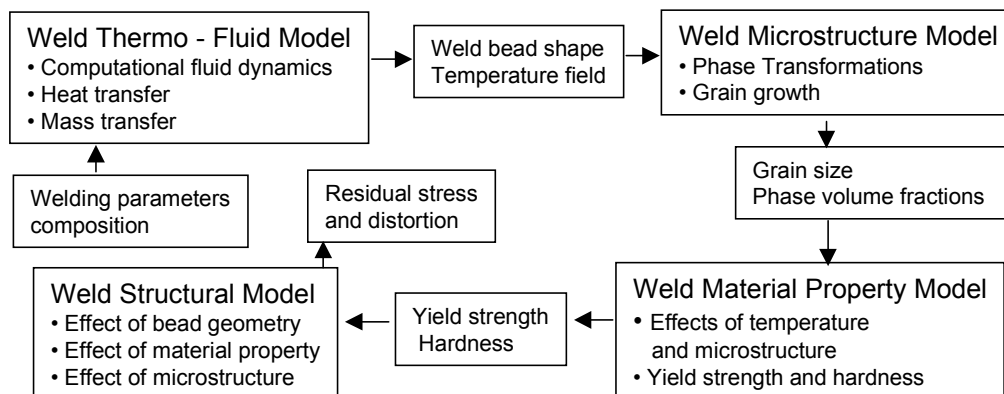 Weld Thermo - Fluid Model
• Computational fluid dynamics
• Heat transfer
• Mass transfer
Weld bead shape
Temperature field
Weld Microstructure Model
• Phase Transformations
• Grain growth
Welding parameters
composition
Residual stress
and distortion
Grain size
Phase volume fractions
Weld Structural Model
• Effect of bead geometry
• Effect of material property
• Effect of microstructure
Yield strength
Hardness
Weld Material Property Model
• Effects of temperature
and microstructure
• Yield strength and hardness